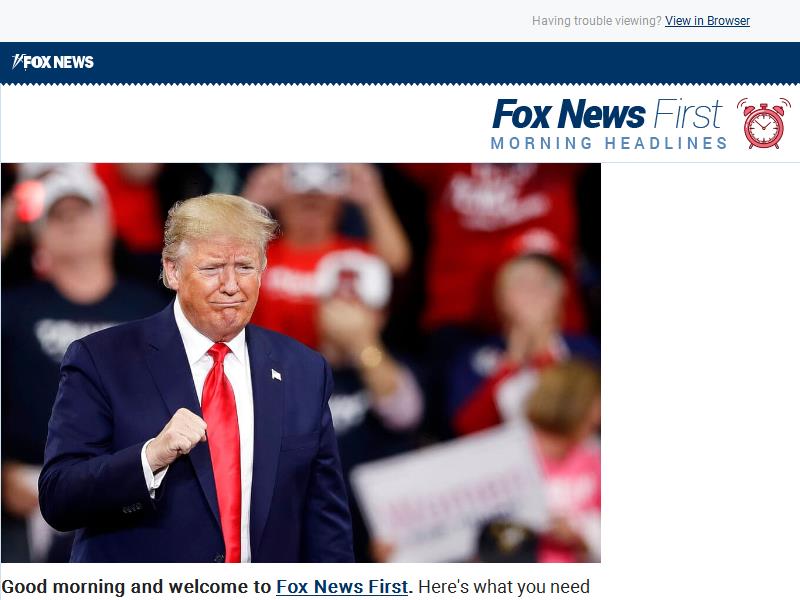 Having trouble viewing? View in Browser
FOX NEWS
Fox News First
MORNING HEADLINES
Women
Good morning and welcome to Fox News First. Here's what you need